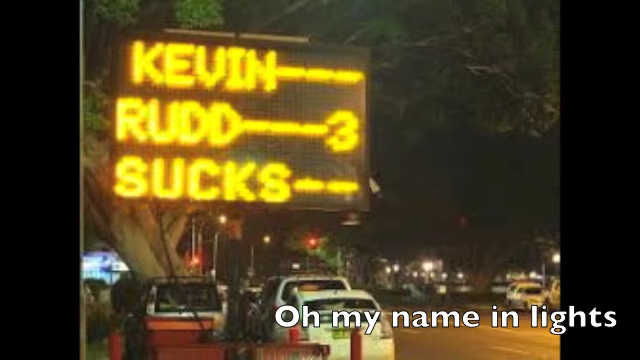 KEVIN---
RUDD---3
SUCKS--
Oh my name in lights